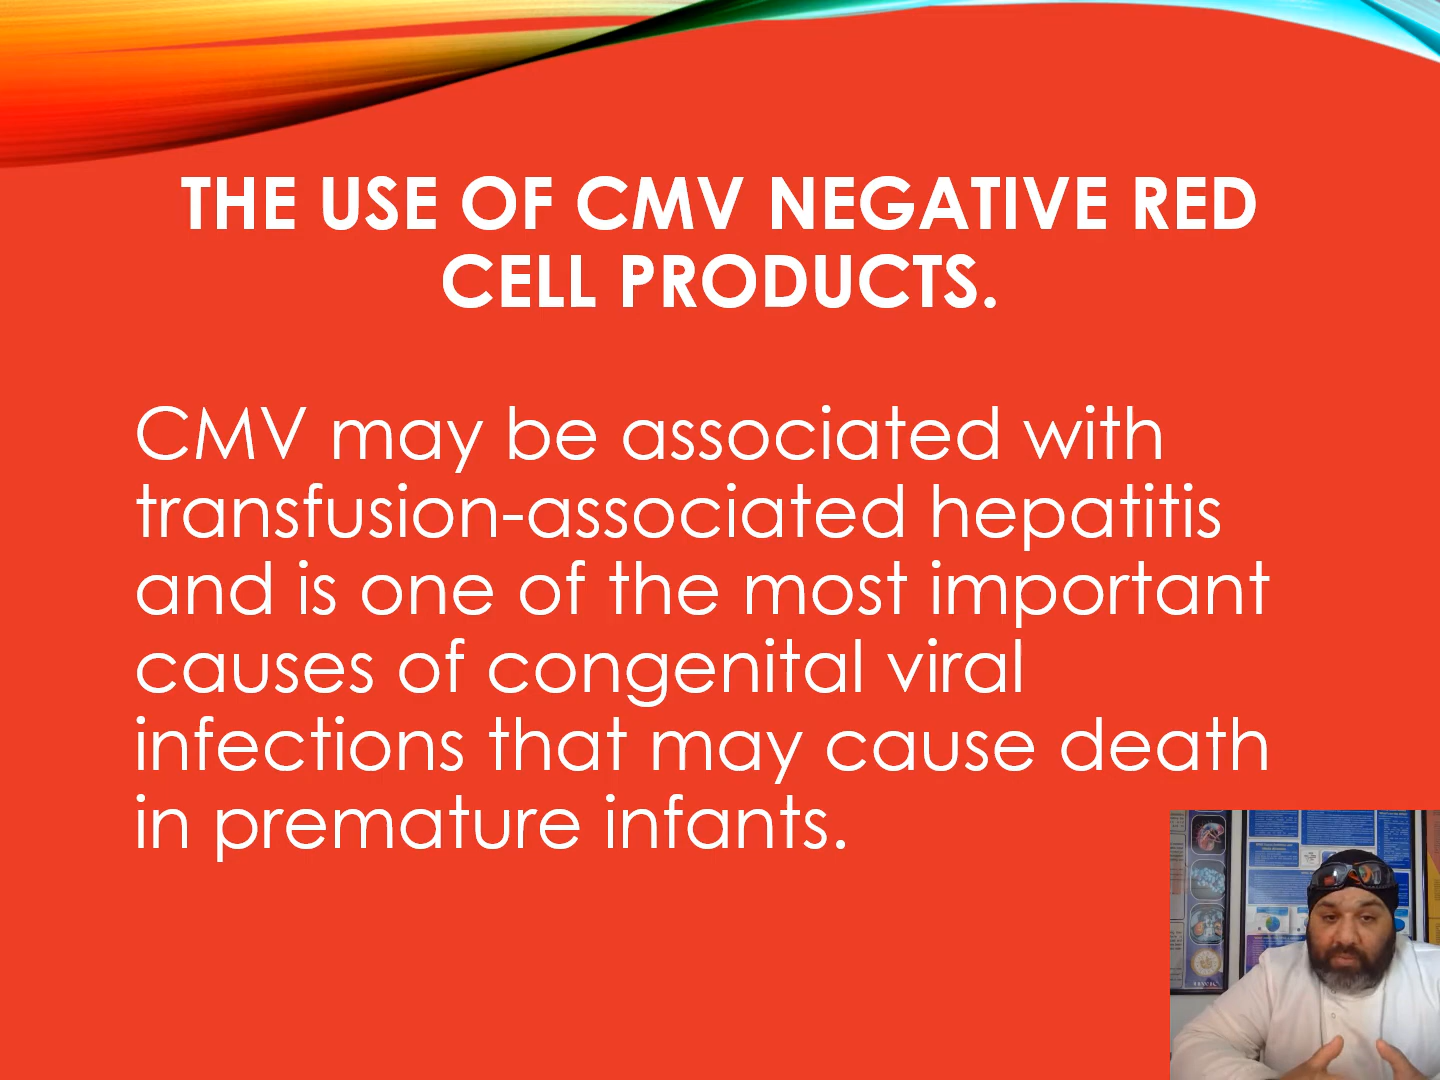 THE USE OF CMV NEGATIVE RED
CELL PRODUCTS.
CMV may be associated with
transfusion-associated hepatitis
and is one of the most important
causes of congenital viral
infections that may cause death
in premature infants.